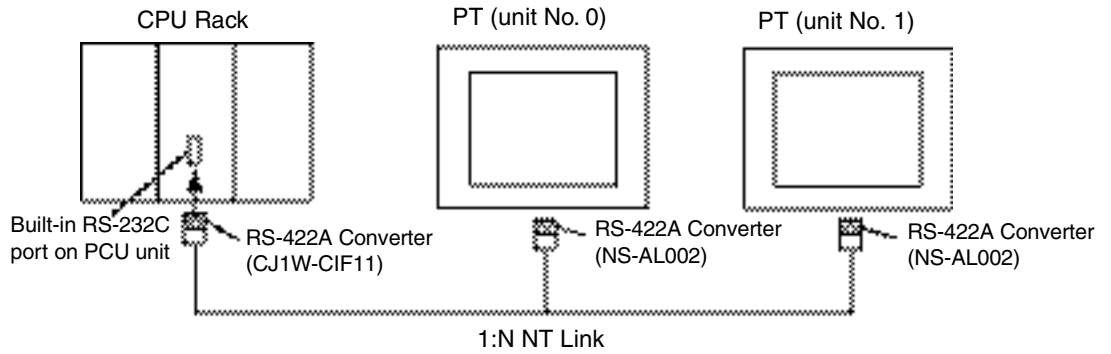 CPU Rack
PT (unit No. 0)
PT (unit No. 1)
Built-in RS-232C
port on PCU unit
RS-422A Converter
(CJ1W-CIF11)
RS-422A Converter
(NS-AL002)
RS-422A Converter
(NS-AL002)
1:N NT Link